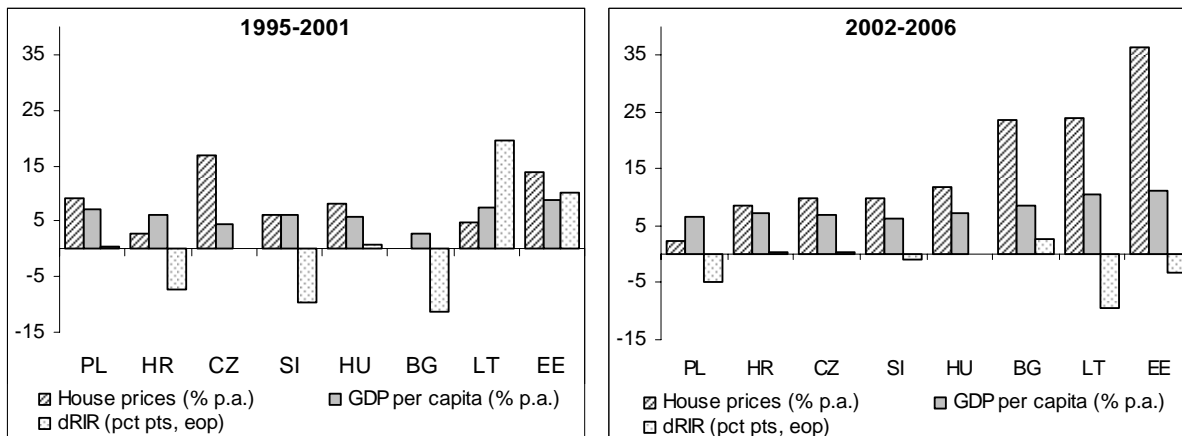 1995-2001
35
25
15
5
-5
-15
PL HR CZ SI HU BG LT EE
House prices (% p.a.) GDP per capita (% p.a.)
dRIR (pct pts, eop)
2002-2006
35
25
15
5
-5
-15
PL HR CZ SI HU BG LT EE
House prices (% p.a.) GDP per capita (% p.a.)
dRIR (pct pts, eop)